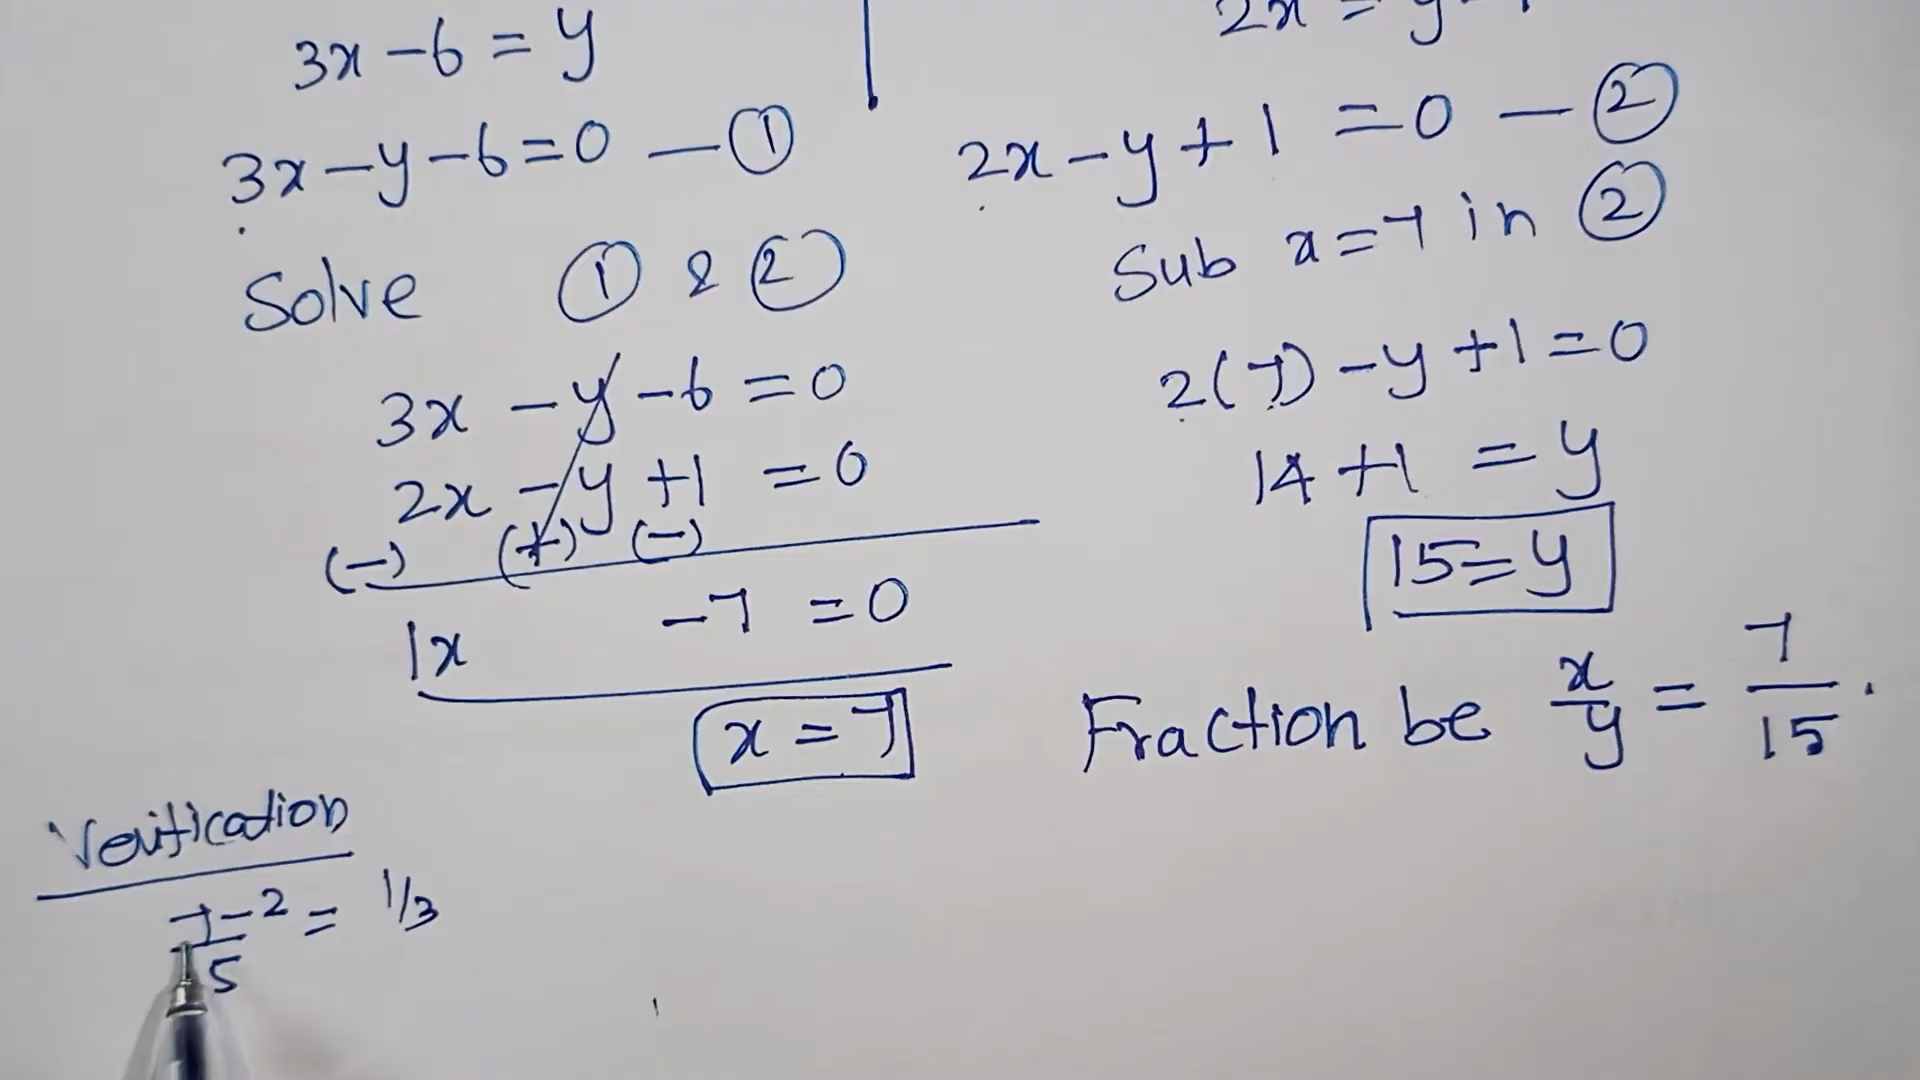 3x - 6 = y
3x - y - 6 = 0 — ①
Solve ① & ②
3x - y - 6 = 0
2x - y + 1 = 0
(-) (+) (-)
1x - 7 = 0
x = 7
2x = y - 1
2x - y + 1 = 0 — ②
Sub x = 7 in ②
2(7) - y + 1 = 0
14 + 1 = y
15 = y
Fraction be x/y = 7/15.
Verification
7-2/15 = 1/3